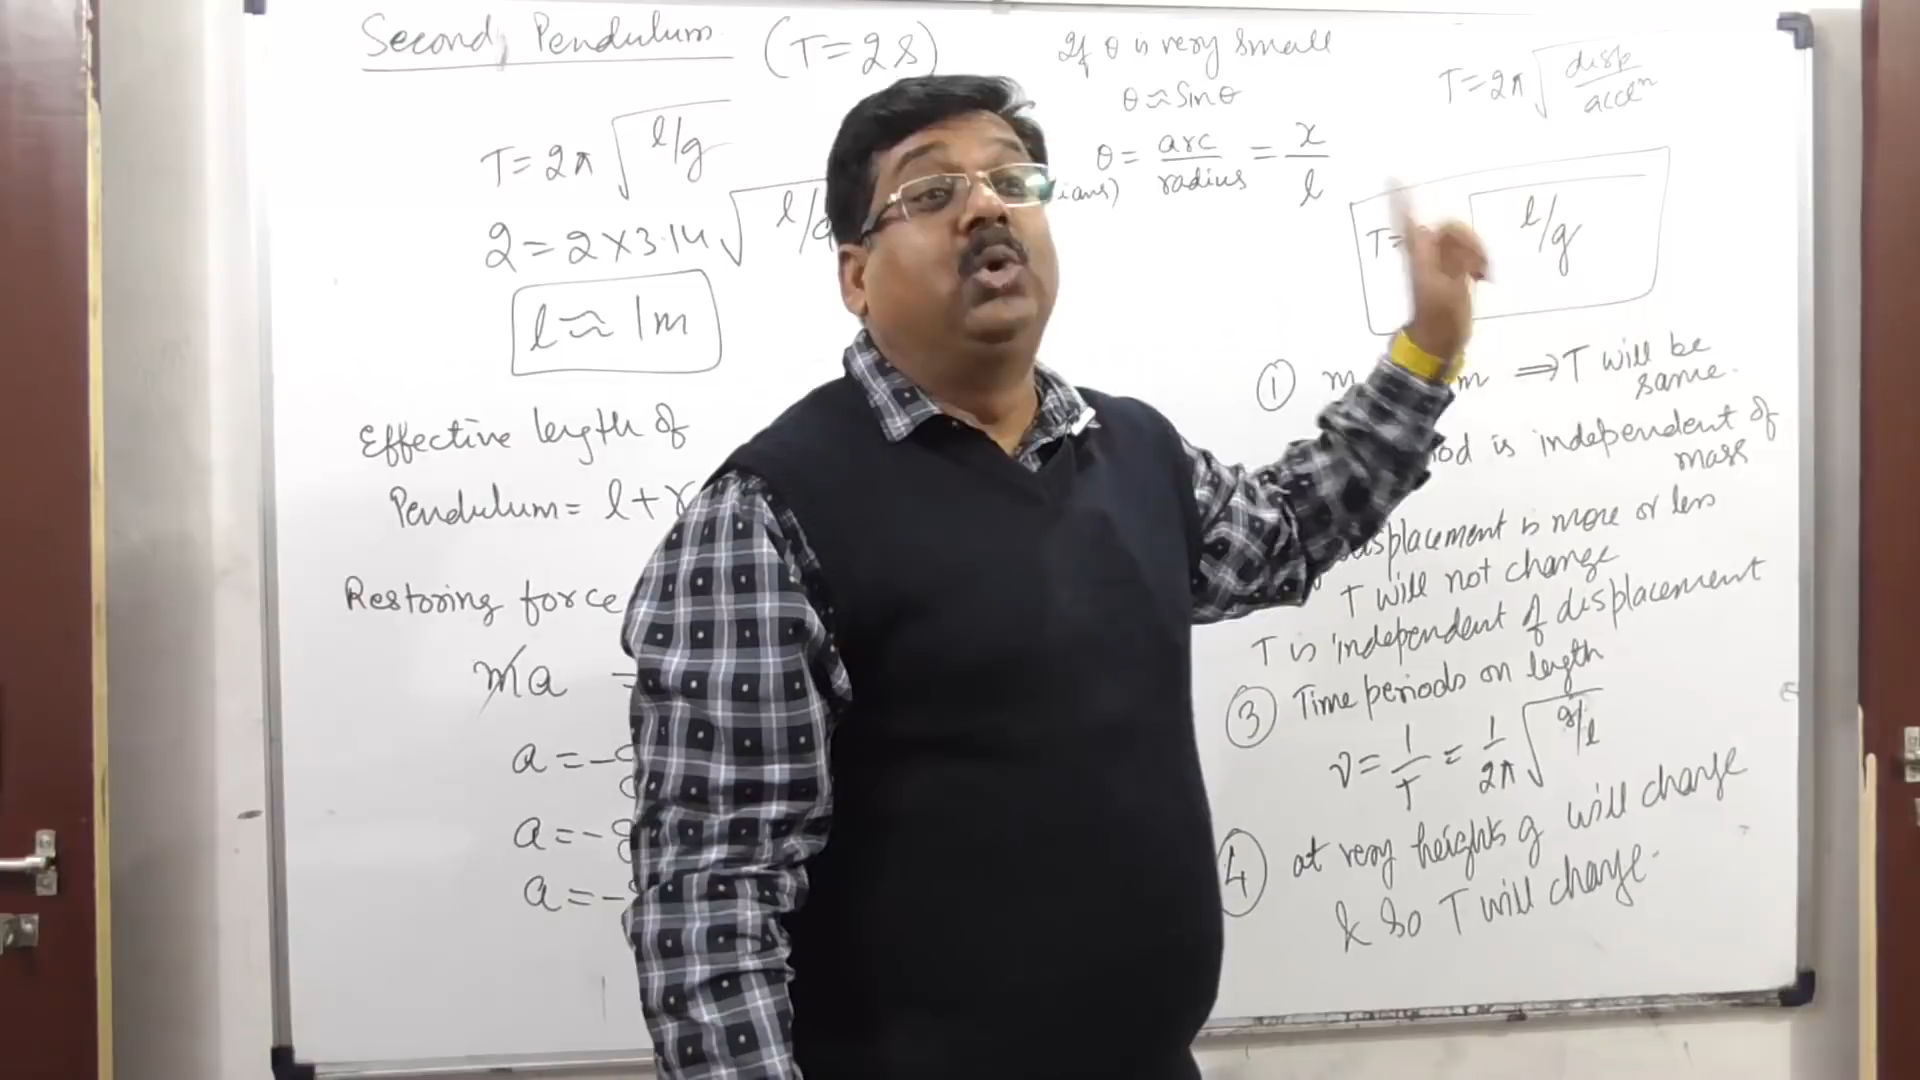 Second, Pendulum (T=2s)
T=2π√l/g
2=2×3.14√l/g
l≈1m
Effective length of
Pendulum= l+r
Restoring force
ma =
a=-
a=-g
a=-
If θ is very small
θ≈sinθ
θ= arc/radius = x/l
ians)
T=2π√disp/accln
T= l/g
① m m ⇒T will be
same.
od is independent of
mass
displacement is more or less
T will not change
T is independent of displacement
③ Time periods on length
ν= 1/T = 1/2π √g/l
④ at very heights g will change
& so T will change.